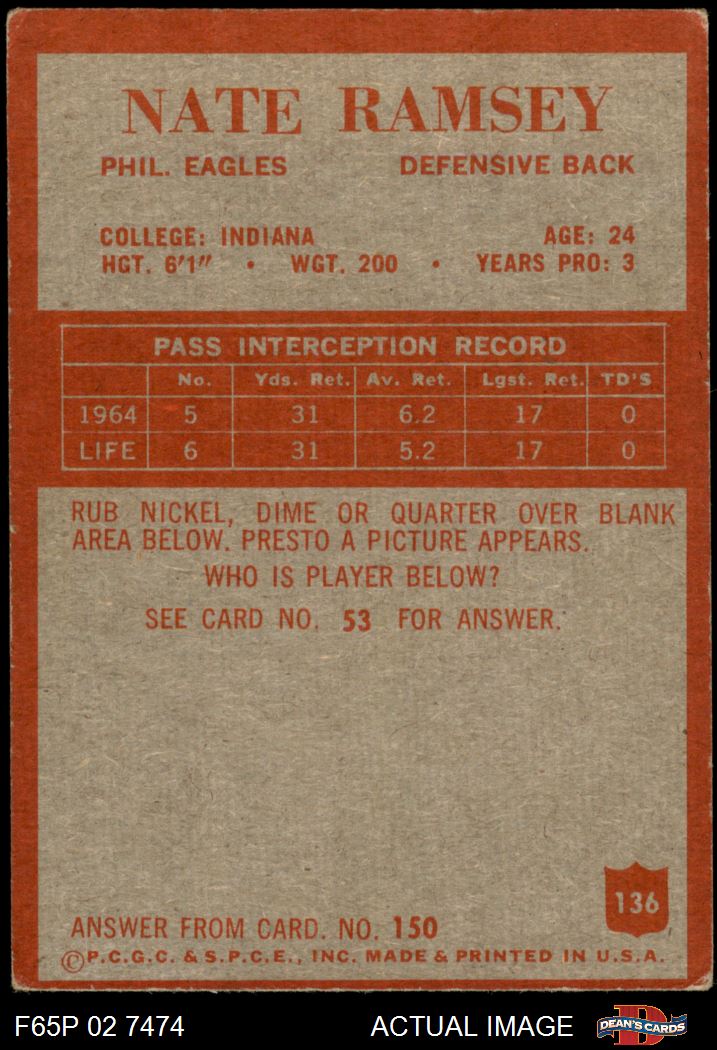 NATE RAMSEY
PHIL. EAGLES DEFENSIVE BACK
COLLEGE: INDIANA AGE: 24
HGT. 6'1" • WGT. 200 • YEARS PRO: 3
PASS INTERCEPTION RECORD
No. Yds. Ret. Av. Ret. Lgst. Ret. TD'S
1964 5 31 6.2 17 0
LIFE 6 31 5.2 17 0
RUB NICKEL, DIME OR QUARTER OVER BLANK
AREA BELOW. PRESTO A PICTURE APPEARS.
WHO IS PLAYER BELOW?
SEE CARD NO. 53 FOR ANSWER.
136
ANSWER FROM CARD. NO. 150
©P.C.G.C. & S.P.C.E., INC. MADE & PRINTED IN U.S.A.
F65P 02 7474 ACTUAL IMAGE D DEAN'S CARDS